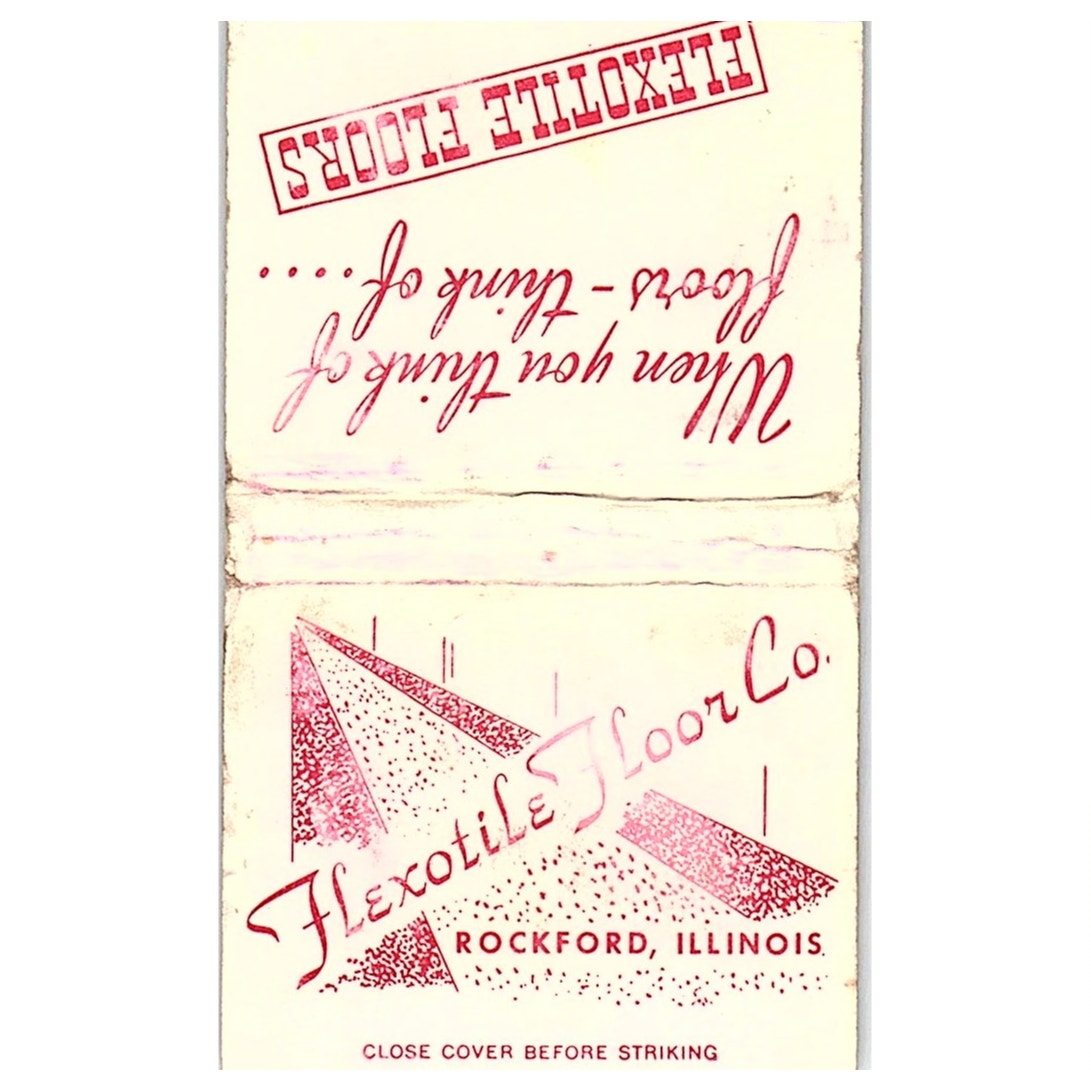 When you think of
floors - think of....
FLEXOTILE FLOORS
Flexotile Floor Co.
ROCKFORD, ILLINOIS
CLOSE COVER BEFORE STRIKING